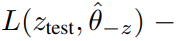 L(z_test, θ̂_{−z}) −